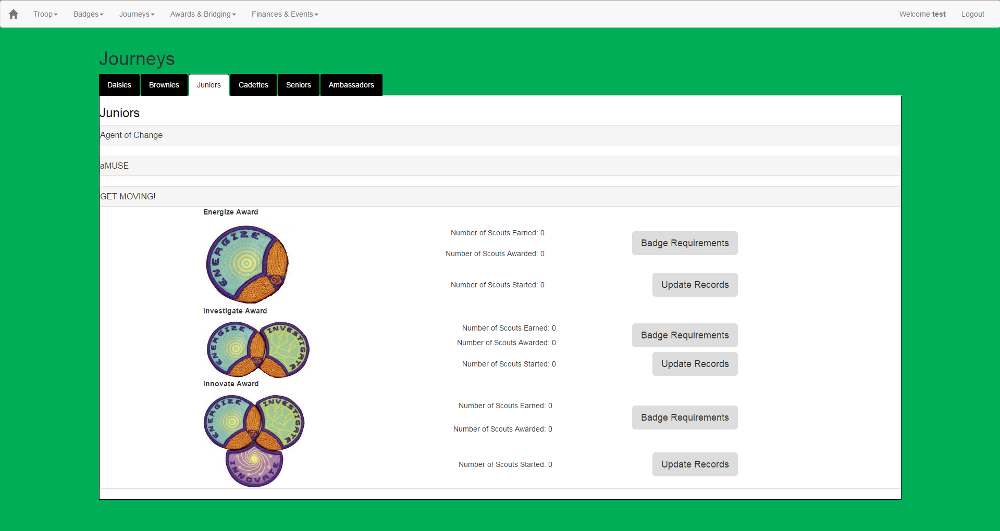 Troop Badges Journeys Awards & Bridging Finances & Events Welcome test Logout
Journeys
Daisies Brownies Juniors Cadettes Seniors Ambassadors
Juniors
Agent of Change
aMUSE
GET MOVING!
Energize Award
ENERGIZE
GS
Number of Scouts Earned: 0
Number of Scouts Awarded: 0
Number of Scouts Started: 0
Badge Requirements
Update Records
Investigate Award
ENERGIZE INVESTIGATE
GS
Number of Scouts Earned: 0
Number of Scouts Awarded: 0
Number of Scouts Started: 0
Badge Requirements
Update Records
Innovate Award
ENERGIZE INVESTIGATE
GS
INNOVATE
Number of Scouts Earned: 0
Number of Scouts Awarded: 0
Number of Scouts Started: 0
Badge Requirements
Update Records